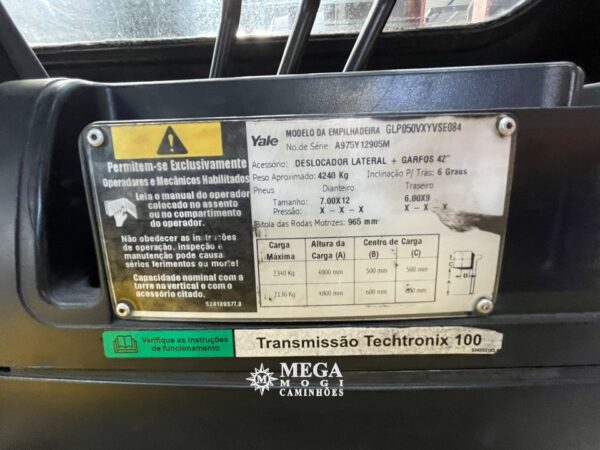 Permitem-se Exclusivamente
Operadores e Mecânicos Habilitados
Leia o manual do operador
colocado no assento
ou no compartimento
do operador.
Não obedecer as instruções
de operação, inspeção e
manutenção pode causar
sérios ferimentos ou morte!
Capacidade nominal com a
torre na vertical e com o
acessório citado.
524189577.3
Yale MODELO DA EMPILHADEIRA GLP050VXYVSE084
No. de Série A975Y12905M
Acessório: DESLOCADOR LATERAL + GARFOS 42"
Peso Aproximado: 4240 Kg Inclinação P/ Trás: 6 Graus
Pneus Dianteiro Traseiro
Tamanho: 7.00X12 6.00X9
Pressão: X - X - X X - X -
Bitola das Rodas Motrizes: 965 mm
Carga Máxima Altura da Carga (A) Centro de Carga (B) (C)
2340 Kg 4800 mm 500 mm 500 mm
2130 Kg 4800 mm 600 mm
Verifique as instruções
de funcionamento
Transmissão Techtronix 100
MEGA
MOGI
CAMINHÕES